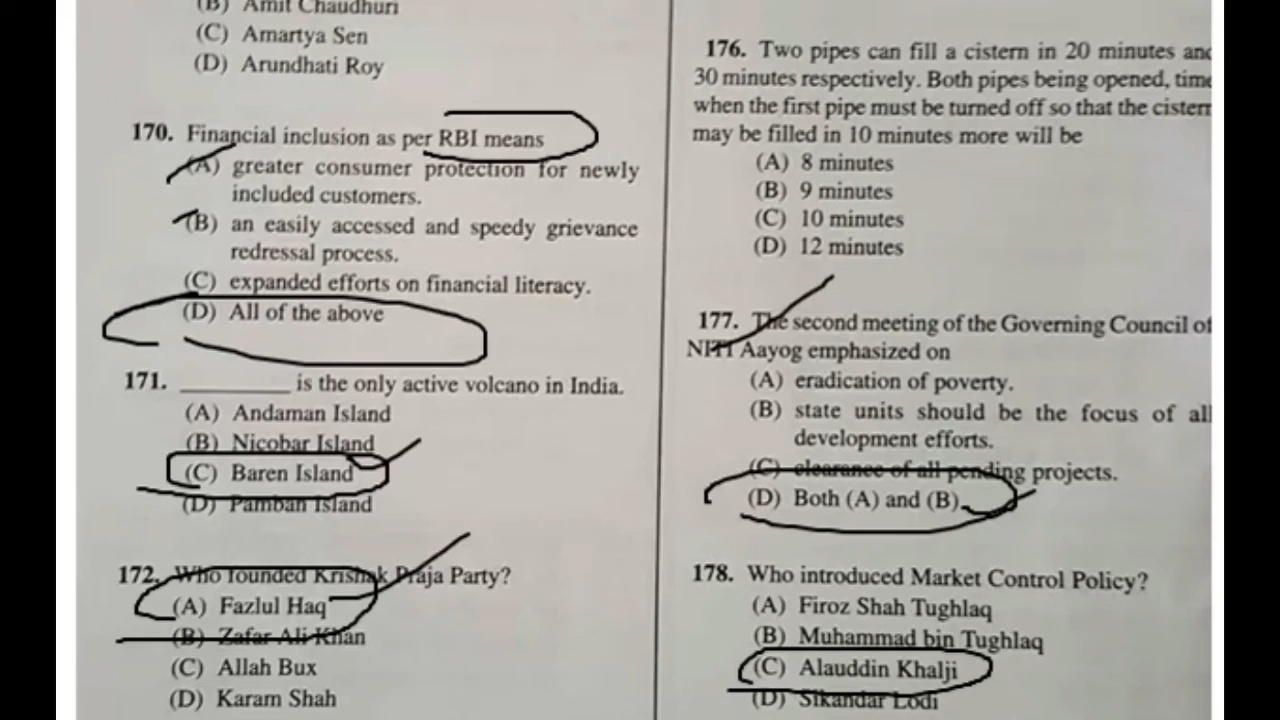 (B) Amit Chaudhuri
(C) Amartya Sen
(D) Arundhati Roy
170. Financial inclusion as per RBI means
(A) greater consumer protection for newly
included customers.
(B) an easily accessed and speedy grievance
redressal process.
(C) expanded efforts on financial literacy.
(D) All of the above
171. ________ is the only active volcano in India.
(A) Andaman Island
(B) Nicobar Island
(C) Baren Island
(D) Pamban Island
172. Who founded Krishak Praja Party?
(A) Fazlul Haq
(B) Zafar Ali Khan
(C) Allah Bux
(D) Karam Shah
176. Two pipes can fill a cistern in 20 minutes and
30 minutes respectively. Both pipes being opened, time
when the first pipe must be turned off so that the cistern
may be filled in 10 minutes more will be
(A) 8 minutes
(B) 9 minutes
(C) 10 minutes
(D) 12 minutes
177. The second meeting of the Governing Council of
NITI Aayog emphasized on
(A) eradication of poverty.
(B) state units should be the focus of all
development efforts.
(C) clearance of all pending projects.
(D) Both (A) and (B)
178. Who introduced Market Control Policy?
(A) Firoz Shah Tughlaq
(B) Muhammad bin Tughlaq
(C) Alauddin Khalji
(D) Sikandar Lodi